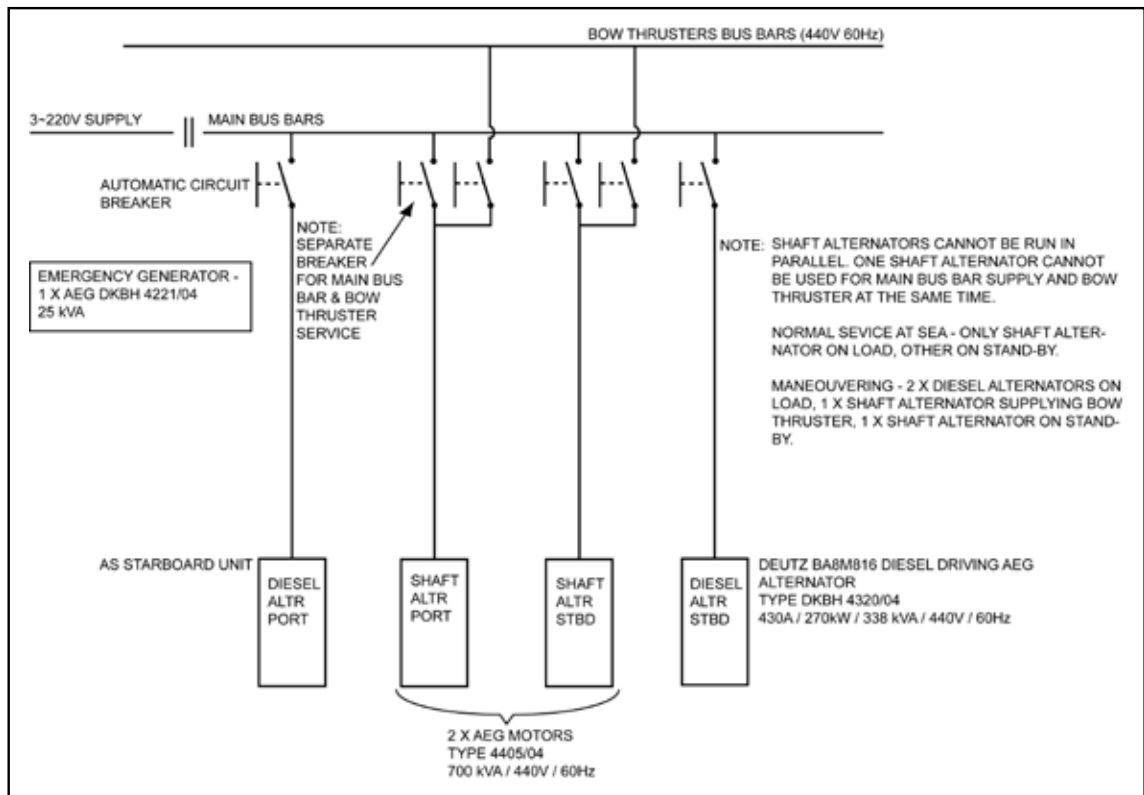 BOW THRUSTERS BUS BARS (440V 60Hz)
3~220V SUPPLY
MAIN BUS BARS
AUTOMATIC CIRCUIT
BREAKER
NOTE:
SEPARATE
BREAKER
FOR MAIN BUS
BAR & BOW
THRUSTER
SERVICE
EMERGENCY GENERATOR -
1 X AEG DKBH 4221/04
25 kVA
NOTE: SHAFT ALTERNATORS CANNOT BE RUN IN
PARALLEL. ONE SHAFT ALTERNATOR CANNOT
BE USED FOR MAIN BUS BAR SUPPLY AND BOW
THRUSTER AT THE SAME TIME.
NORMAL SEVICE AT SEA - ONLY SHAFT ALTER-
NATOR ON LOAD, OTHER ON STAND-BY.
MANEOUVERING - 2 X DIESEL ALTERNATORS ON
LOAD, 1 X SHAFT ALTERNATOR SUPPLYING BOW
THRUSTER, 1 X SHAFT ALTERNATOR ON STAND-
BY.
AS STARBOARD UNIT
DIESEL
ALTR
PORT
SHAFT
ALTR
PORT
SHAFT
ALTR
STBD
DIESEL
ALTR
STBD
DEUTZ BA8M816 DIESEL DRIVING AEG
ALTERNATOR
TYPE DKBH 4320/04
430A / 270kW / 338 kVA / 440V / 60Hz
2 X AEG MOTORS
TYPE 4405/04
700 kVA / 440V / 60Hz